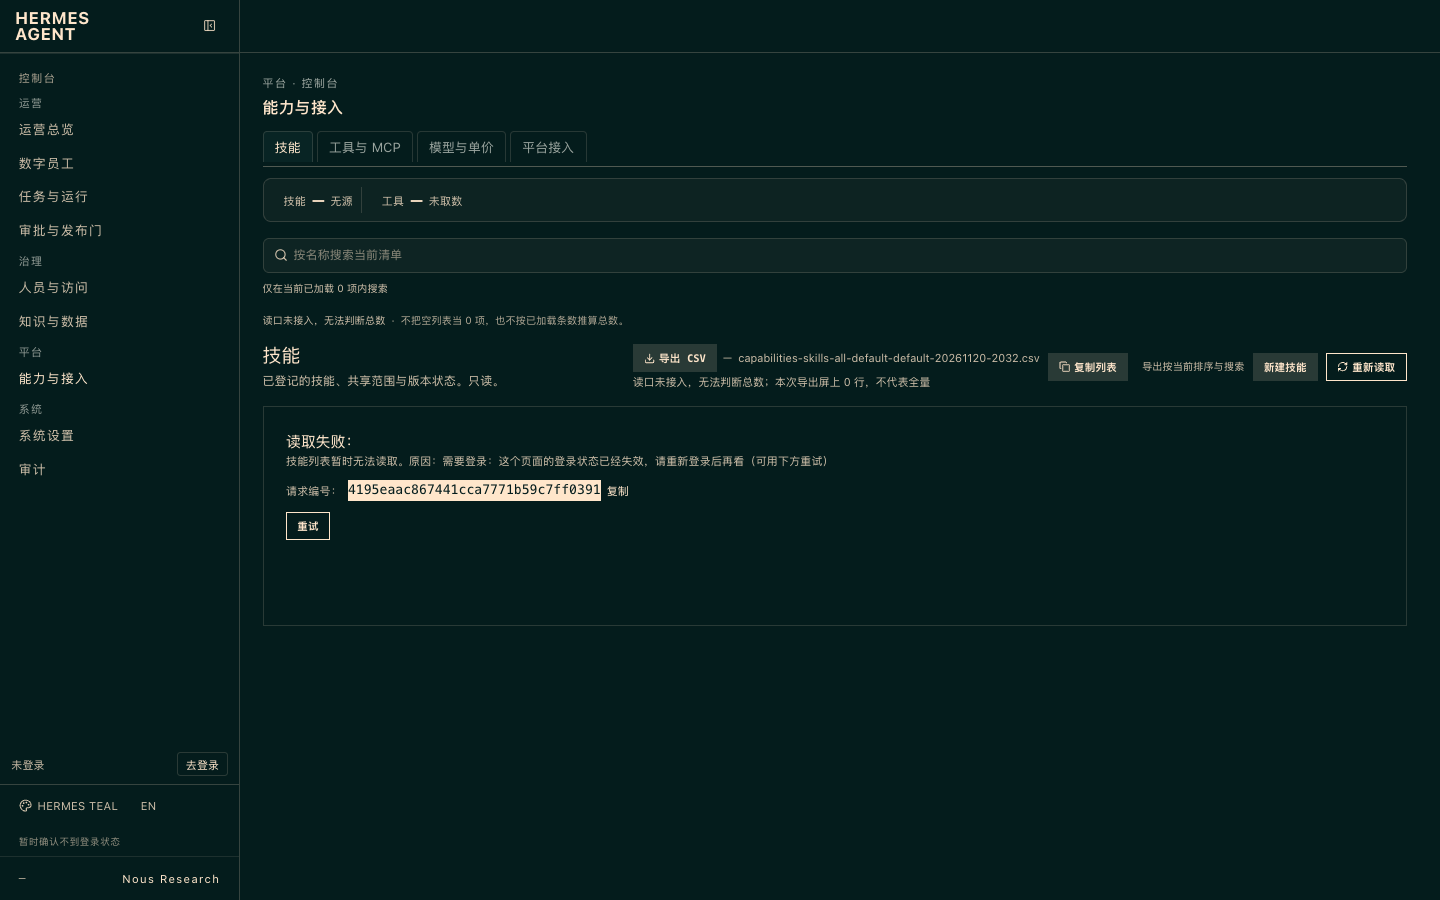 HERMES
AGENT
控制台
运营
运营总览
数字员工
任务与运行
审批与发布门
治理
人员与访问
知识与数据
平台
能力与接入
系统
系统设置
审计
未登录 去登录
HERMES TEAL EN
暂时确认不到登录状态
— Nous Research
平台 · 控制台
能力与接入
技能 工具与 MCP 模型与单价 平台接入
技能 — 无源 工具 — 未取数
按名称搜索当前清单
仅在当前已加载 0 项内搜索
读口未接入，无法判断总数 · 不把空列表当 0 项，也不按已加载条数推算总数。
技能
已登记的技能、共享范围与版本状态。只读。
导出 CSV — capabilities-skills-all-default-default-20261120-2032.csv
读口未接入，无法判断总数；本次导出屏上 0 行，不代表全量
复制列表 导出按当前排序与搜索 新建技能 重新读取
读取失败：
技能列表暂时无法读取。原因：需要登录：这个页面的登录状态已经失效，请重新登录后再看（可用下方重试）
请求编号： 4195eaac867441cca7771b59c7ff0391 复制
重试